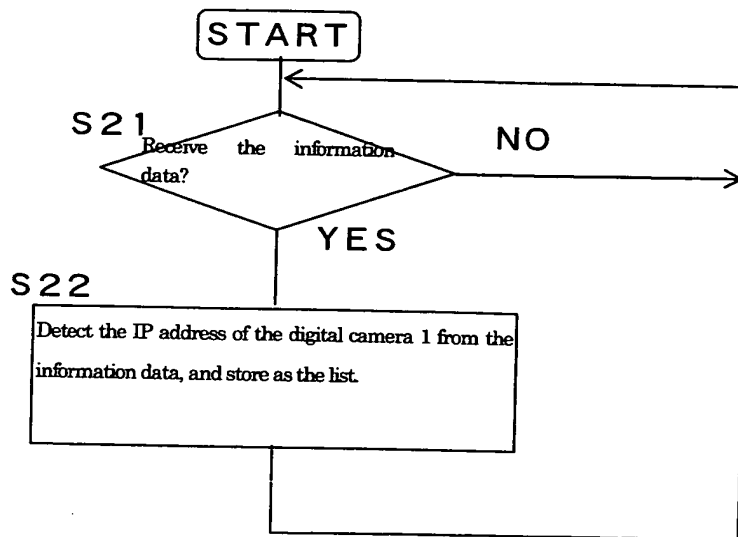 START
S21
Receive the information
data?
NO
YES
S22
Detect the IP address of the digital camera 1 from the
information data, and store as the list.